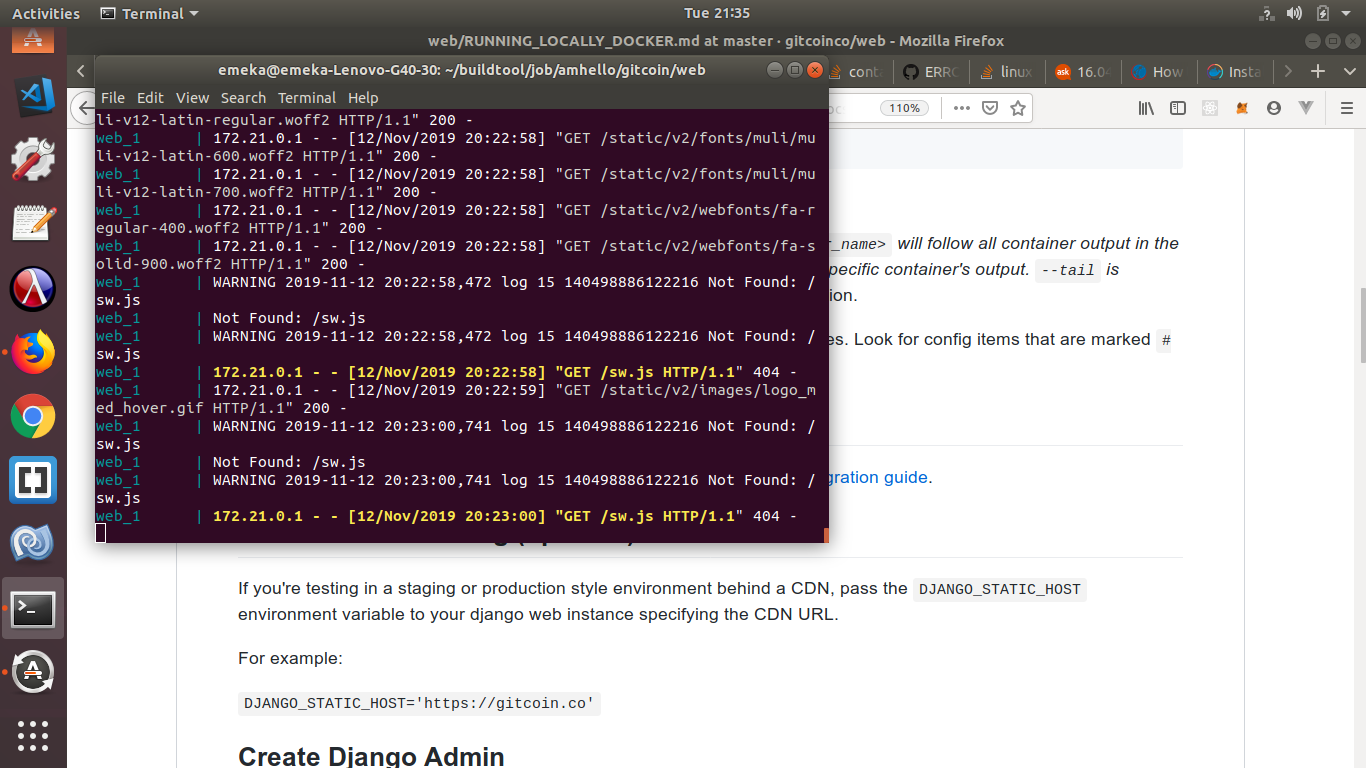 Activities
Terminal
Tue 21:35
web/RUNNING_LOCALLY_DOCKER.md at master · gitcoinco/web - Mozilla Firefox
emeka@emeka-Lenovo-G40-30: ~/buildtool/job/amhello/gitcoin/web
cont
ERRO
linux
16.04
How
Insta
File Edit View Search Terminal Help
110%
li-v12-latin-regular.woff2 HTTP/1.1" 200 -
web_1 | 172.21.0.1 - - [12/Nov/2019 20:22:58] "GET /static/v2/fonts/muli/mu
li-v12-latin-600.woff2 HTTP/1.1" 200 -
web_1 | 172.21.0.1 - - [12/Nov/2019 20:22:58] "GET /static/v2/fonts/muli/mu
li-v12-latin-700.woff2 HTTP/1.1" 200 -
web_1 | 172.21.0.1 - - [12/Nov/2019 20:22:58] "GET /static/v2/webfonts/fa-r
egular-400.woff2 HTTP/1.1" 200 -
web_1 | 172.21.0.1 - - [12/Nov/2019 20:22:58] "GET /static/v2/webfonts/fa-s
olid-900.woff2 HTTP/1.1" 200 -
web_1 | WARNING 2019-11-12 20:22:58,472 log 15 140498886122216 Not Found: /
sw.js
web_1 | Not Found: /sw.js
web_1 | WARNING 2019-11-12 20:22:58,472 log 15 140498886122216 Not Found: /
sw.js
web_1 | 172.21.0.1 - - [12/Nov/2019 20:22:58] "GET /sw.js HTTP/1.1" 404 -
web_1 | 172.21.0.1 - - [12/Nov/2019 20:22:59] "GET /static/v2/images/logo_m
ed_hover.gif HTTP/1.1" 200 -
web_1 | WARNING 2019-11-12 20:23:00,741 log 15 140498886122216 Not Found: /
sw.js
web_1 | Not Found: /sw.js
web_1 | WARNING 2019-11-12 20:23:00,741 log 15 140498886122216 Not Found: /
sw.js
web_1 | 172.21.0.1 - - [12/Nov/2019 20:23:00] "GET /sw.js HTTP/1.1" 404 -
r_name> will follow all container output in the
pecific container's output. --tail is
ion.
es. Look for config items that are marked #
gration guide.
If you're testing in a staging or production style environment behind a CDN, pass the DJANGO_STATIC_HOST
environment variable to your django web instance specifying the CDN URL.
For example:
DJANGO_STATIC_HOST='https://gitcoin.co'
Create Django Admin